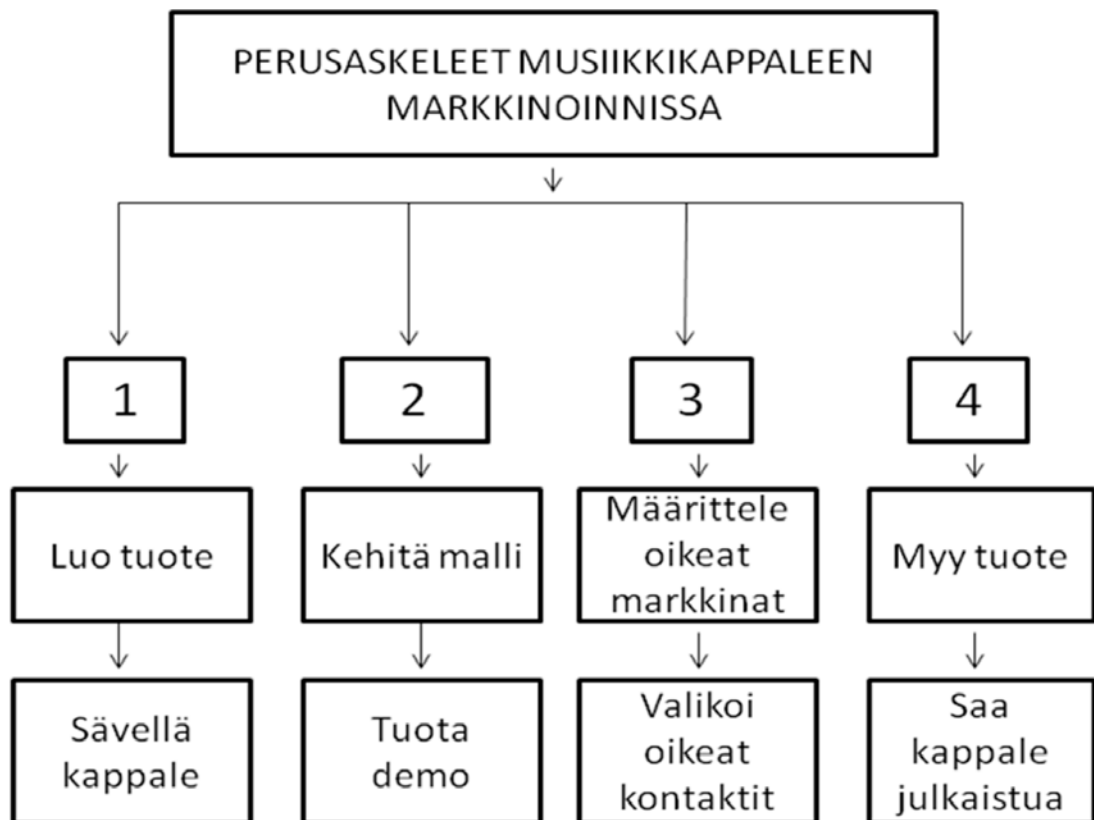 PERUSASKELEET MUSIIKKIKAPPALEEN
MARKKINOINNISSA
1
2
3
4
Luo tuote
Kehitä malli
Määrittele
oikeat
markkinat
Myy tuote
Sävellä
kappale
Tuota
demo
Valikoi
oikeat
kontaktit
Saa
kappale
julkaistua